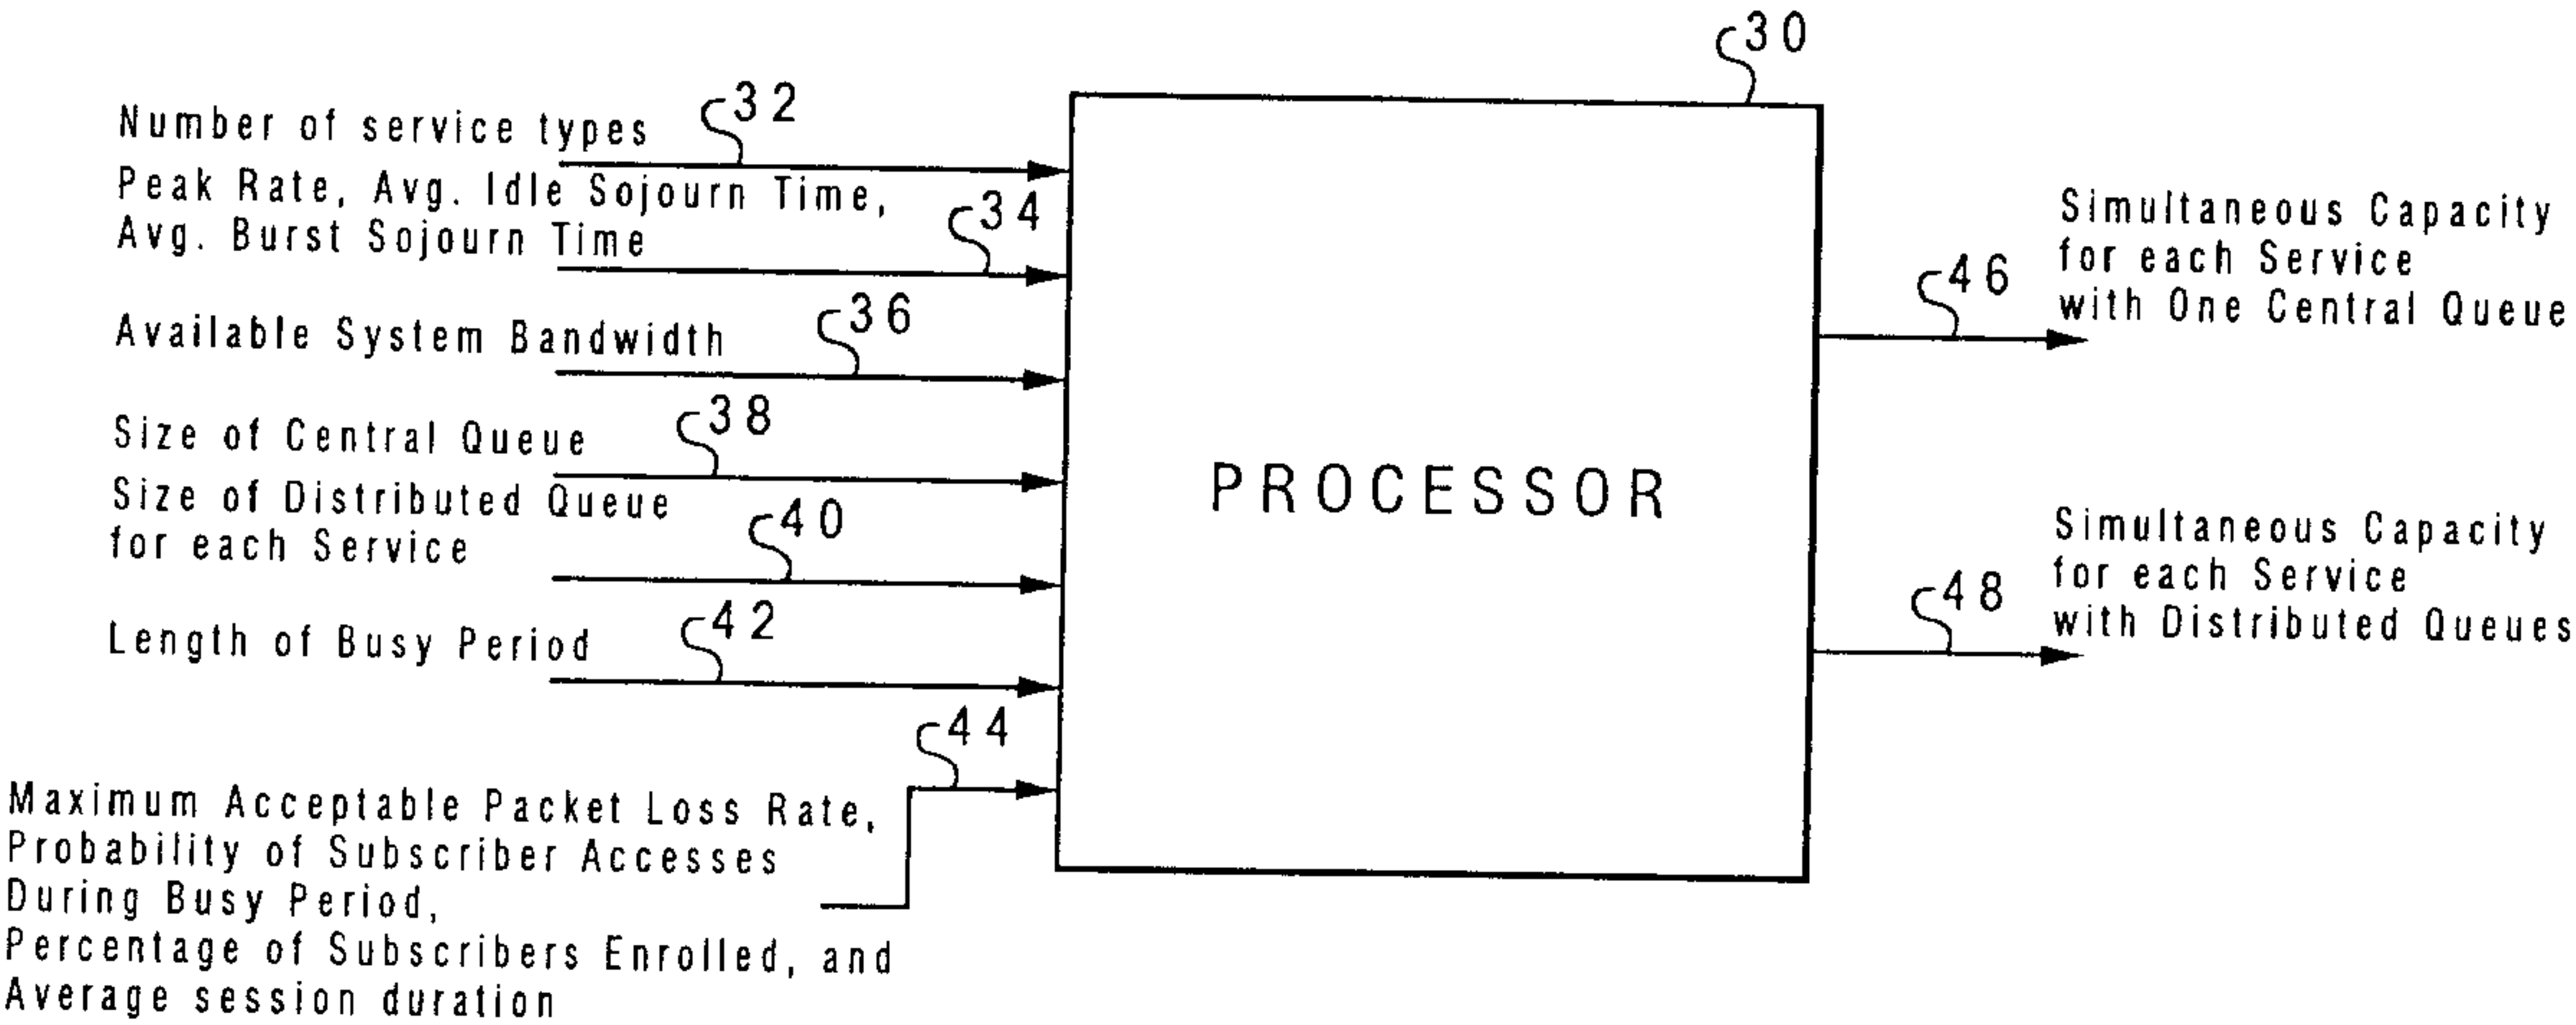 30
Number of service types
32
Peak Rate, Avg. Idle Sojourn Time,
Avg. Burst Sojourn Time
34
Available System Bandwidth
36
Size of Central Queue
38
Size of Distributed Queue
for each Service
40
Length of Busy Period
42
44
Maximum Acceptable Packet Loss Rate,
Probability of Subscriber Accesses
During Busy Period,
Percentage of Subscribers Enrolled, and
Average session duration
PROCESSOR
Simultaneous Capacity
for each Service
with One Central Queue
46
Simultaneous Capacity
for each Service
with Distributed Queues
48